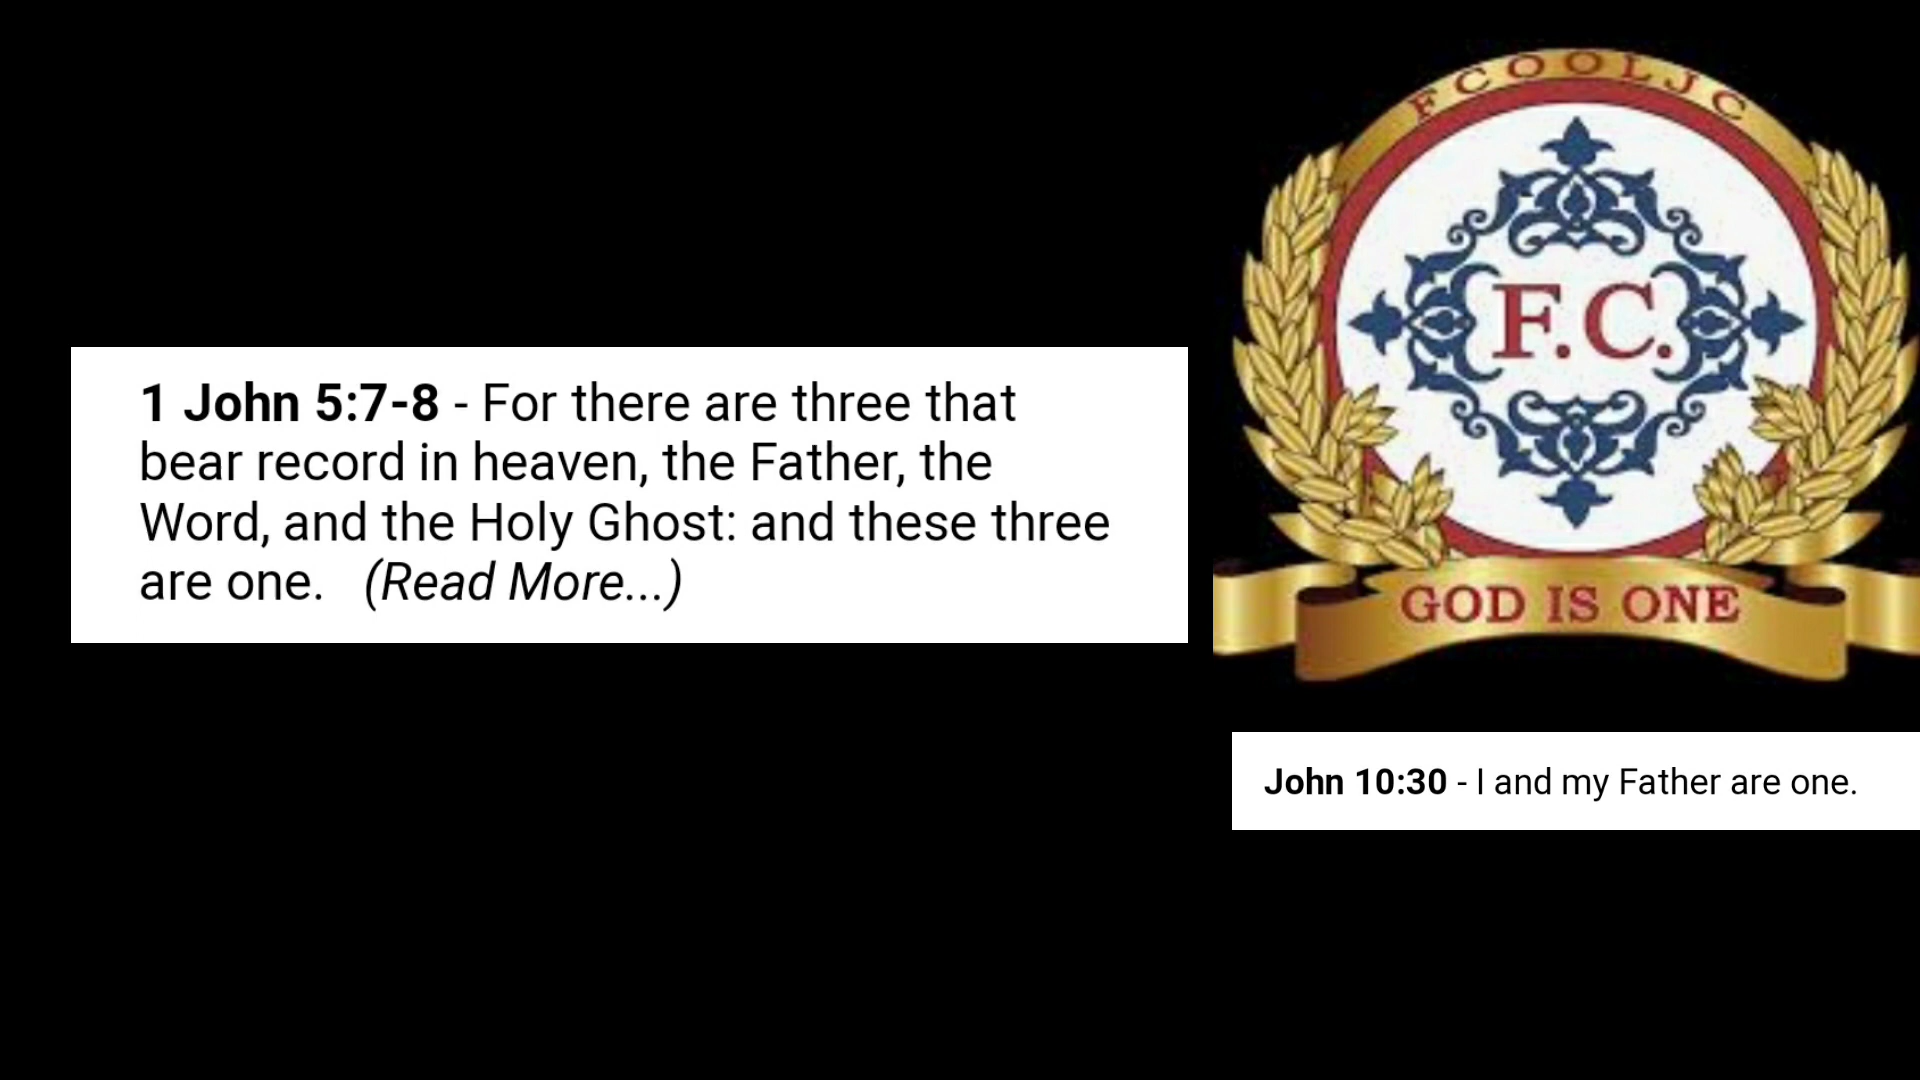 1 John 5:7-8 - For there are three that
bear record in heaven, the Father, the
Word, and the Holy Ghost: and these three
are one. (Read More...)
FCOOLJC
F.C.
GOD IS ONE
John 10:30 - I and my Father are one.